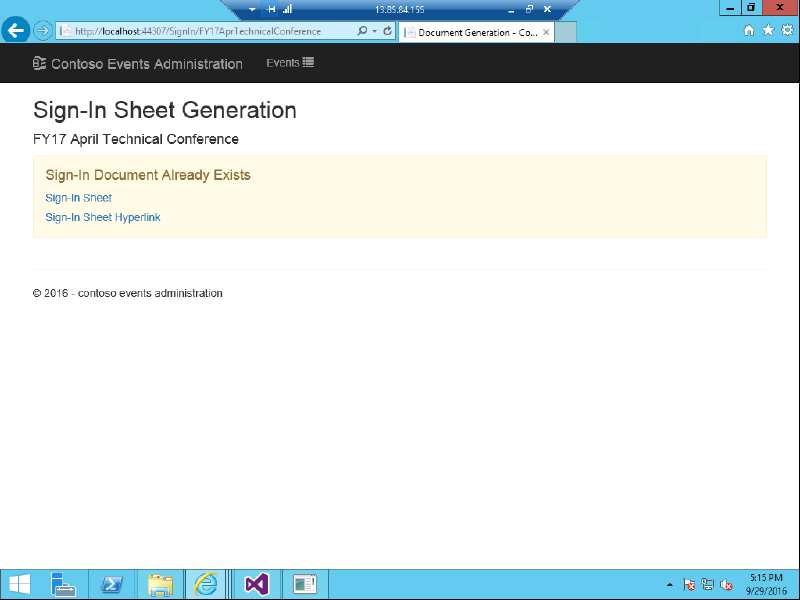 13.85.84.155
http://localhost:44307/SignIn/FY17AprTechnicalConference
Document Generation - Co...
Contoso Events Administration
Events
Sign-In Sheet Generation
FY17 April Technical Conference
Sign-In Document Already Exists
Sign-In Sheet
Sign-In Sheet Hyperlink
© 2016 - contoso events administration
5:15 PM
9/29/2016